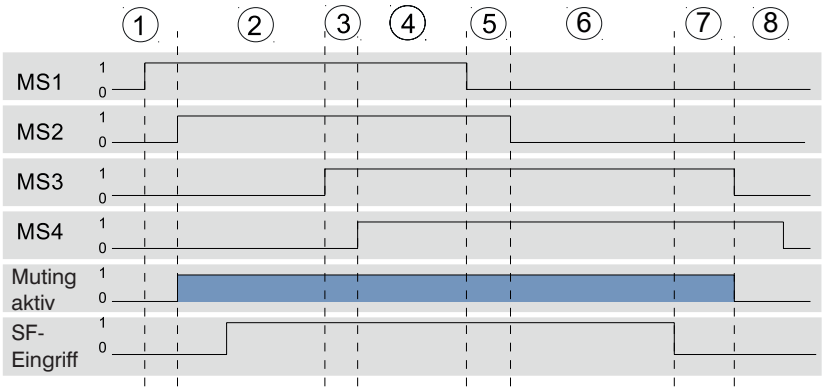 1 2 3 4 5 6 7 8
MS1 1 0
MS2 1 0
MS3 1 0
MS4 1 0
Muting 1
aktiv 0
SF- 1
Eingriff 0